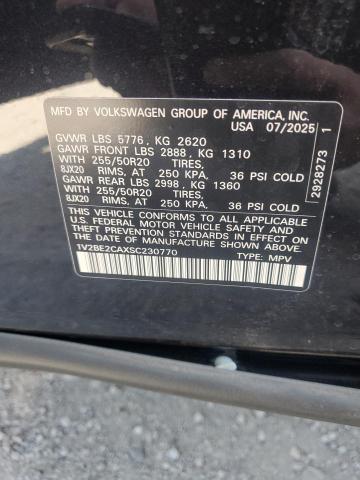 MFD. BY VOLKSWAGEN GROUP OF AMERICA, INC.
USA 07/2025
GVWR LBS 5776, KG 2620
GAWR FRONT LBS 2888, KG 1310
WITH 255/50R20 TIRES,
8JX20 RIMS, AT 250 KPA, 36 PSI COLD
GAWR REAR LBS 2998, KG 1360
WITH 255/50R20 TIRES,
8JX20 RIMS, AT 250 KPA, 36 PSI COLD
THIS VEHICLE CONFORMS TO ALL APPLICABLE
U.S. FEDERAL MOTOR VEHICLE SAFETY AND
THEFT PREVENTION STANDARDS IN EFFECT ON
THE DATE OF MANUFACTURE SHOWN ABOVE.
1V2BE2CAXSC230770 TYPE: MPV
2928273 1